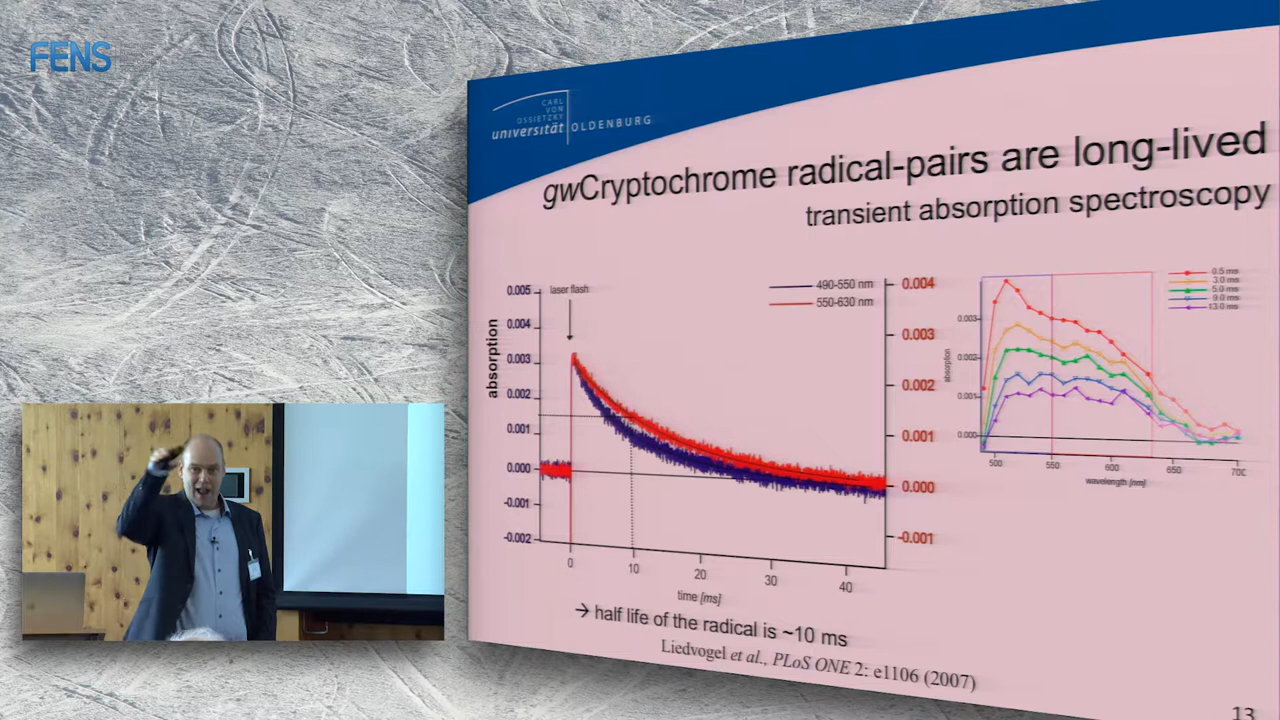 FENS
CARL
VON
OSSIETZKY
universität OLDENBURG
gwCryptochrome radical-pairs are long-lived
transient absorption spectroscopy
laser flash
490-550 nm
550-630 nm
absorption
0.005
0.004
0.003
0.002
0.001
0.000
-0.001
-0.002
0.004
0.003
0.002
0.001
0.000
-0.001
0
10
20
30
40
time [ms]
0.5 ms
3.0 ms
5.0 ms
9.0 ms
13.0 ms
absorption
0.003
0.002
0.001
0.000
500
550
600
650
700
wavelength [nm]
→ half life of the radical is ~10 ms
Liedvogel et al., PLoS ONE 2: e1106 (2007)
13